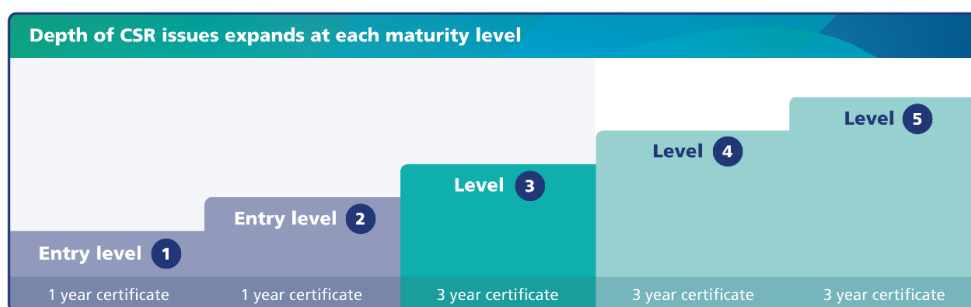 Depth of CSR issues expands at each maturity level
Level 5
Level 4
Level 3
Entry level 2
Entry level 1
1 year certificate
1 year certificate
3 year certificate
3 year certificate
3 year certificate